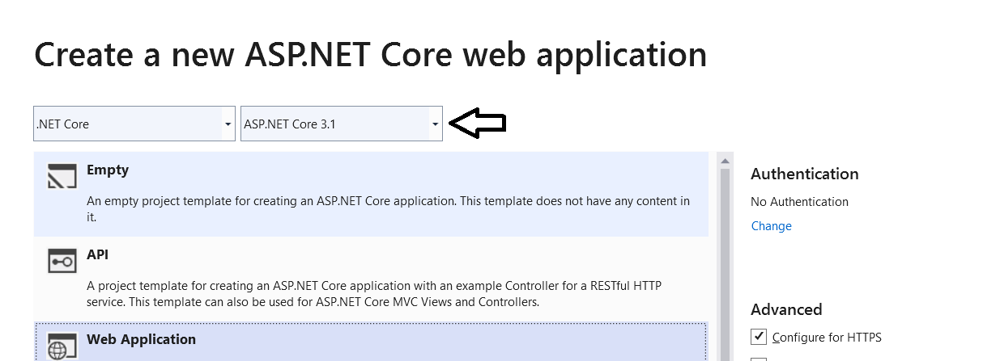 Create a new ASP.NET Core web application
.NET Core
ASP.NET Core 3.1
Empty
An empty project template for creating an ASP.NET Core application. This template does not have any content in
it.
API
A project template for creating an ASP.NET Core application with an example Controller for a RESTful HTTP
service. This template can also be used for ASP.NET Core MVC Views and Controllers.
Web Application
Authentication
No Authentication
Change
Advanced
Configure for HTTPS